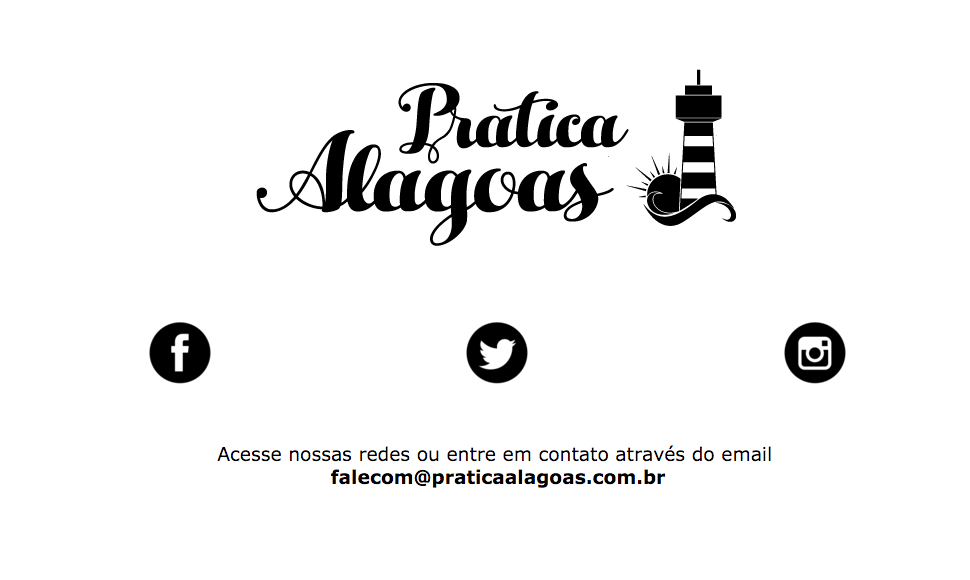 Pratica
Alagoas
Acesse nossas redes ou entre em contato através do email
falecom@praticaalagoas.com.br